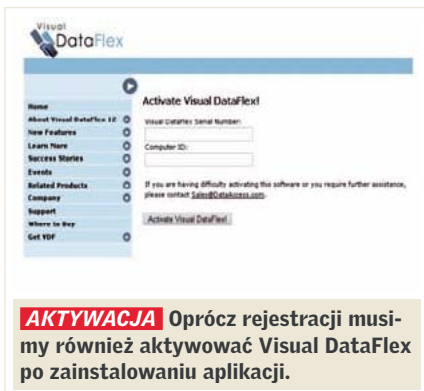 Visual
DataFlex
Home
About Visual DataFlex 12
New Features
Learn More
Success Stories
Events
Related Products
Company
Support
Where to Buy
Get VDF
Activate Visual DataFlex!
Visual DataFlex Serial Number:
Computer ID:
If you are having difficulty activating this software or you require further assistance,
please contact Sales@DataAccess.com.
Activate Visual DataFlex!
AKTYWACJA Oprócz rejestracji musi-
my również aktywować Visual DataFlex
po zainstalowaniu aplikacji.